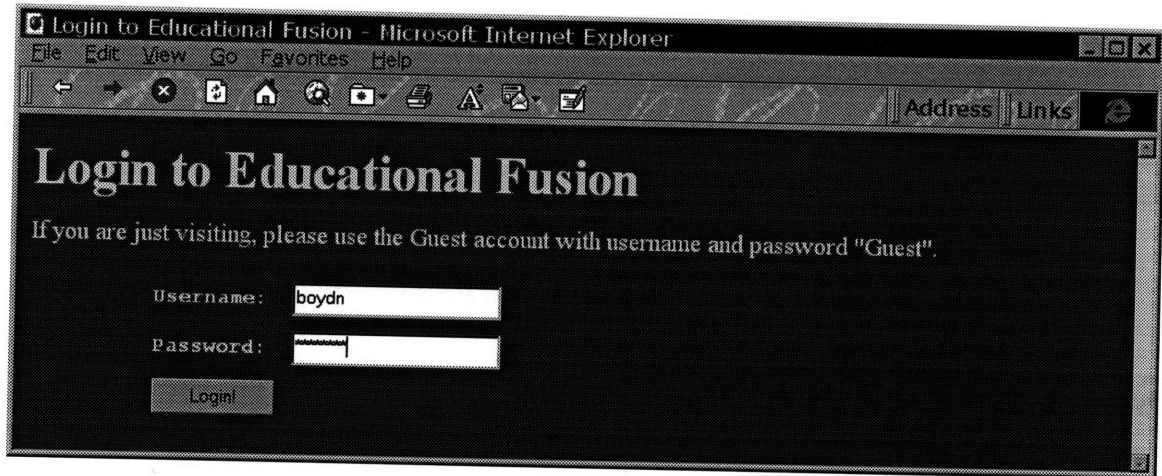 Login to Educational Fusion - Microsoft Internet Explorer
File Edit View Go Favorites Help
Address Links
Login to Educational Fusion
If you are just visiting, please use the Guest account with username and password "Guest".
Username: boydn
Password: *********
Login!